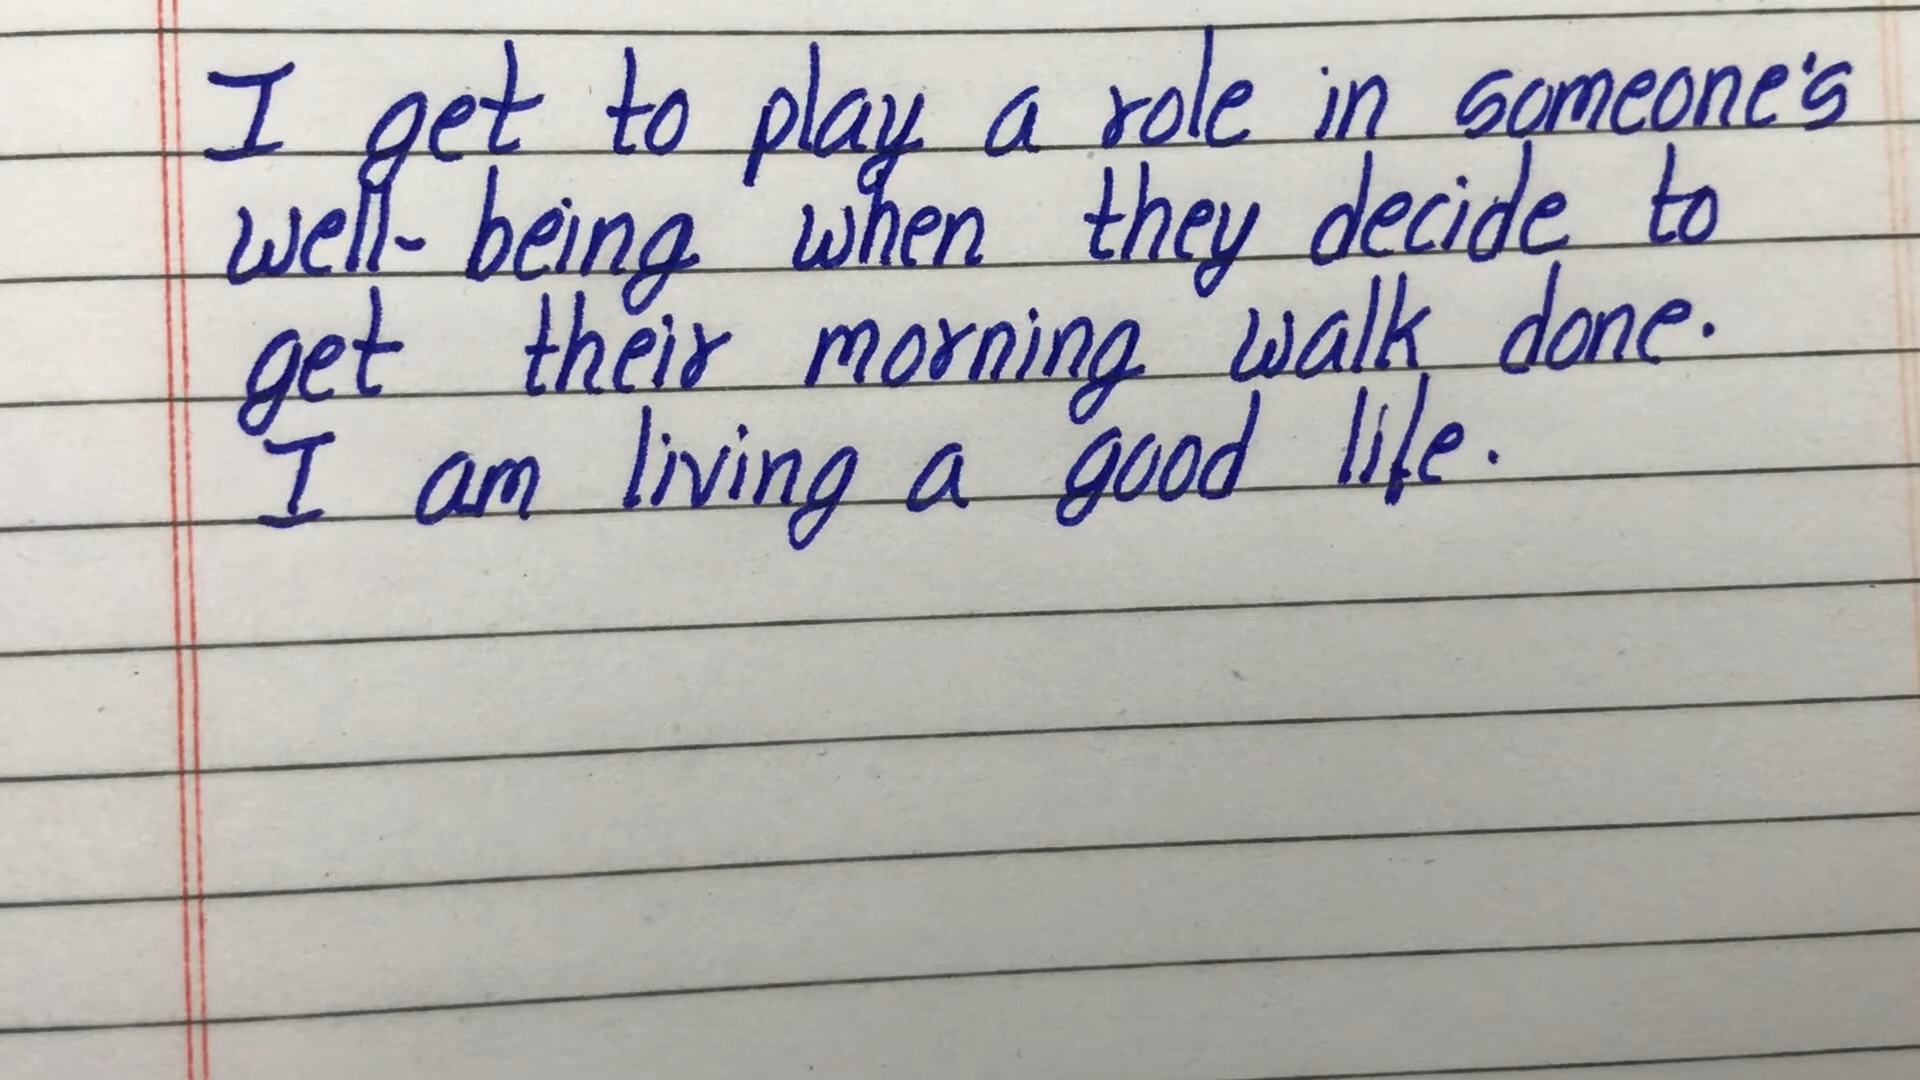 I get to play a role in someone's
well-being when they decide to
get their morning walk done.
I am living a good life.